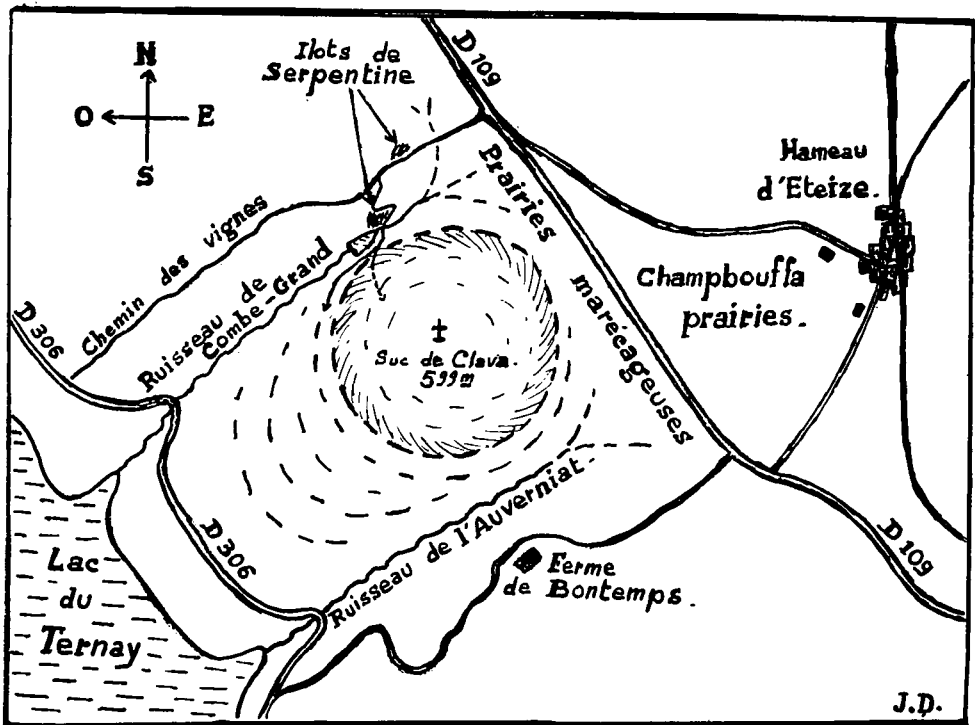 N
O
E
S
Ilots de
Serpentine
D 109
Hameau
d'Eteize.
Prairies
marécageuses
Champbouffa
prairies.
Chemin des vignes
Ruisseau de
Combe-Grand
D 306
Suc de Clava.
599 m
D 306
Ruisseau de l'Auverniat.
Lac
du
Ternay
Ferme
de Bontemps.
D 109
J.D.